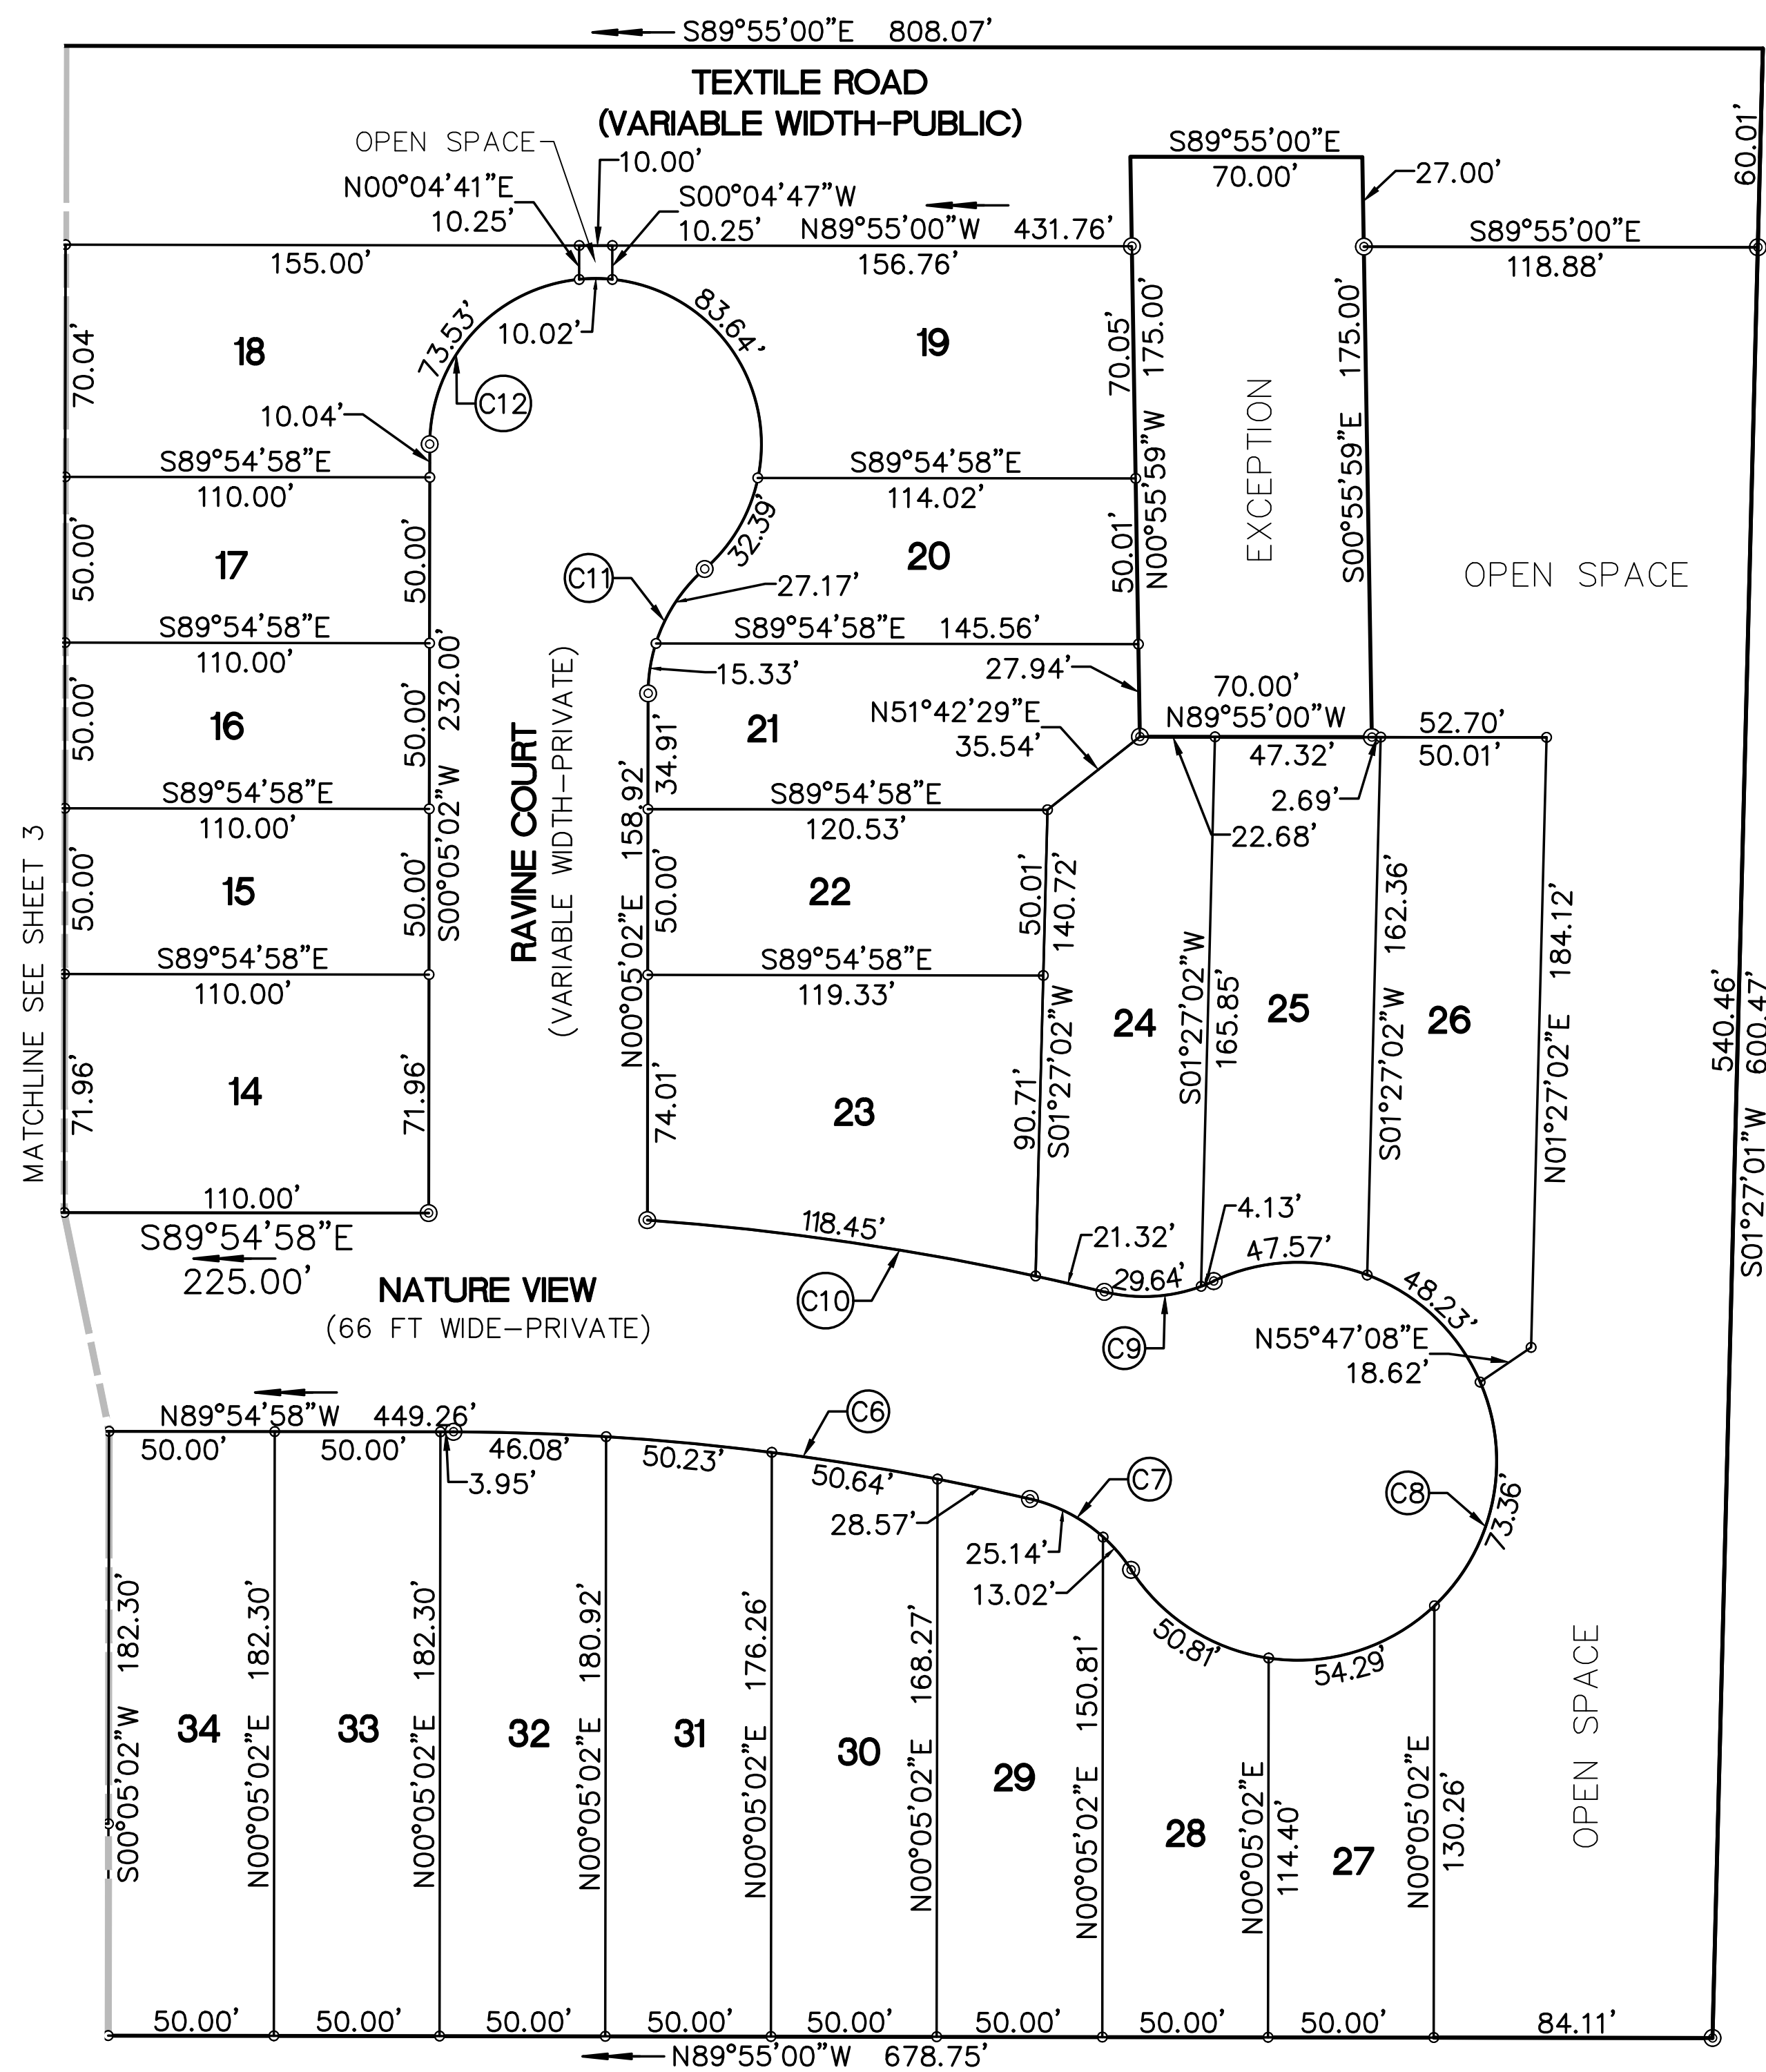 S89°55'00"E 808.07'
TEXTILE ROAD
(VARIABLE WIDTH-PUBLIC)
60.01'
OPEN SPACE
10.00'
S89°55'00"E
70.00'
27.00'
N00°04'41"E
10.25'
S00°04'47"W
10.25'
N89°55'00"W 431.76'
S89°55'00"E
118.88'
155.00'
156.76'
70.04'
18
73.53'
10.02'
83.64'
19
70.05'
N00°55'59"W 175.00'
EXCEPTION
S00°55'59"E 175.00'
C12
10.04'
S89°54'58"E
110.00'
S89°54'58"E
114.02'
50.00'
17
50.00'
32.39'
20
50.01'
OPEN SPACE
C11
27.17'
S89°54'58"E
110.00'
S89°54'58"E 145.56'
15.33'
27.94'
70.00'
N89°55'00"W
52.70'
50.00'
16
50.00'
S00°05'02"W 232.00'
RAVINE COURT
(VARIABLE WIDTH-PRIVATE)
34.91'
21
N51°42'29"E
35.54'
47.32'
50.01'
2.69'
22.68'
S89°54'58"E
110.00'
S89°54'58"E
120.53'
MATCHLINE SEE SHEET 3
50.00'
15
50.00'
N00°05'02"E 158.92'
50.00'
22
50.01'
S01°27'02"W 140.72'
S89°54'58"E
110.00'
S89°54'58"E
119.33'
24
S01°27'02"W
165.85'
25
S01°27'02"W 162.36'
26
N01°27'02"E 184.12'
540.46'
S01°27'01"W 600.47'
71.96'
14
71.96'
74.01'
23
90.71'
110.00'
S89°54'58"E
225.00'
118.45'
21.32'
4.13'
47.57'
29.64'
48.23'
NATURE VIEW
(66 FT WIDE-PRIVATE)
C10
C9
N55°47'08"E
18.62'
N89°54'58"W 449.26'
C6
50.00'
50.00'
3.95'
46.08'
50.23'
50.64'
28.57'
C7
25.14'
13.02'
C8
73.36'
50.81'
54.29'
S00°05'02"W 182.30'
34
N00°05'02"E 182.30'
33
N00°05'02"E 182.30'
32
N00°05'02"E 180.92'
31
N00°05'02"E 176.26'
30
N00°05'02"E 168.27'
29
N00°05'02"E 150.81'
28
N00°05'02"E
114.40'
27
N00°05'02"E
130.26'
OPEN SPACE
50.00'
50.00'
50.00'
50.00'
50.00'
50.00'
50.00'
50.00'
84.11'
N89°55'00"W 678.75'